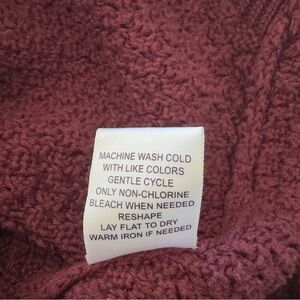 MACHINE WASH COLD
WITH LIKE COLORS
GENTLE CYCLE
ONLY NON-CHLORINE
BLEACH WHEN NEEDED
RESHAPE
LAY FLAT TO DRY
WARM IRON IF NEEDED